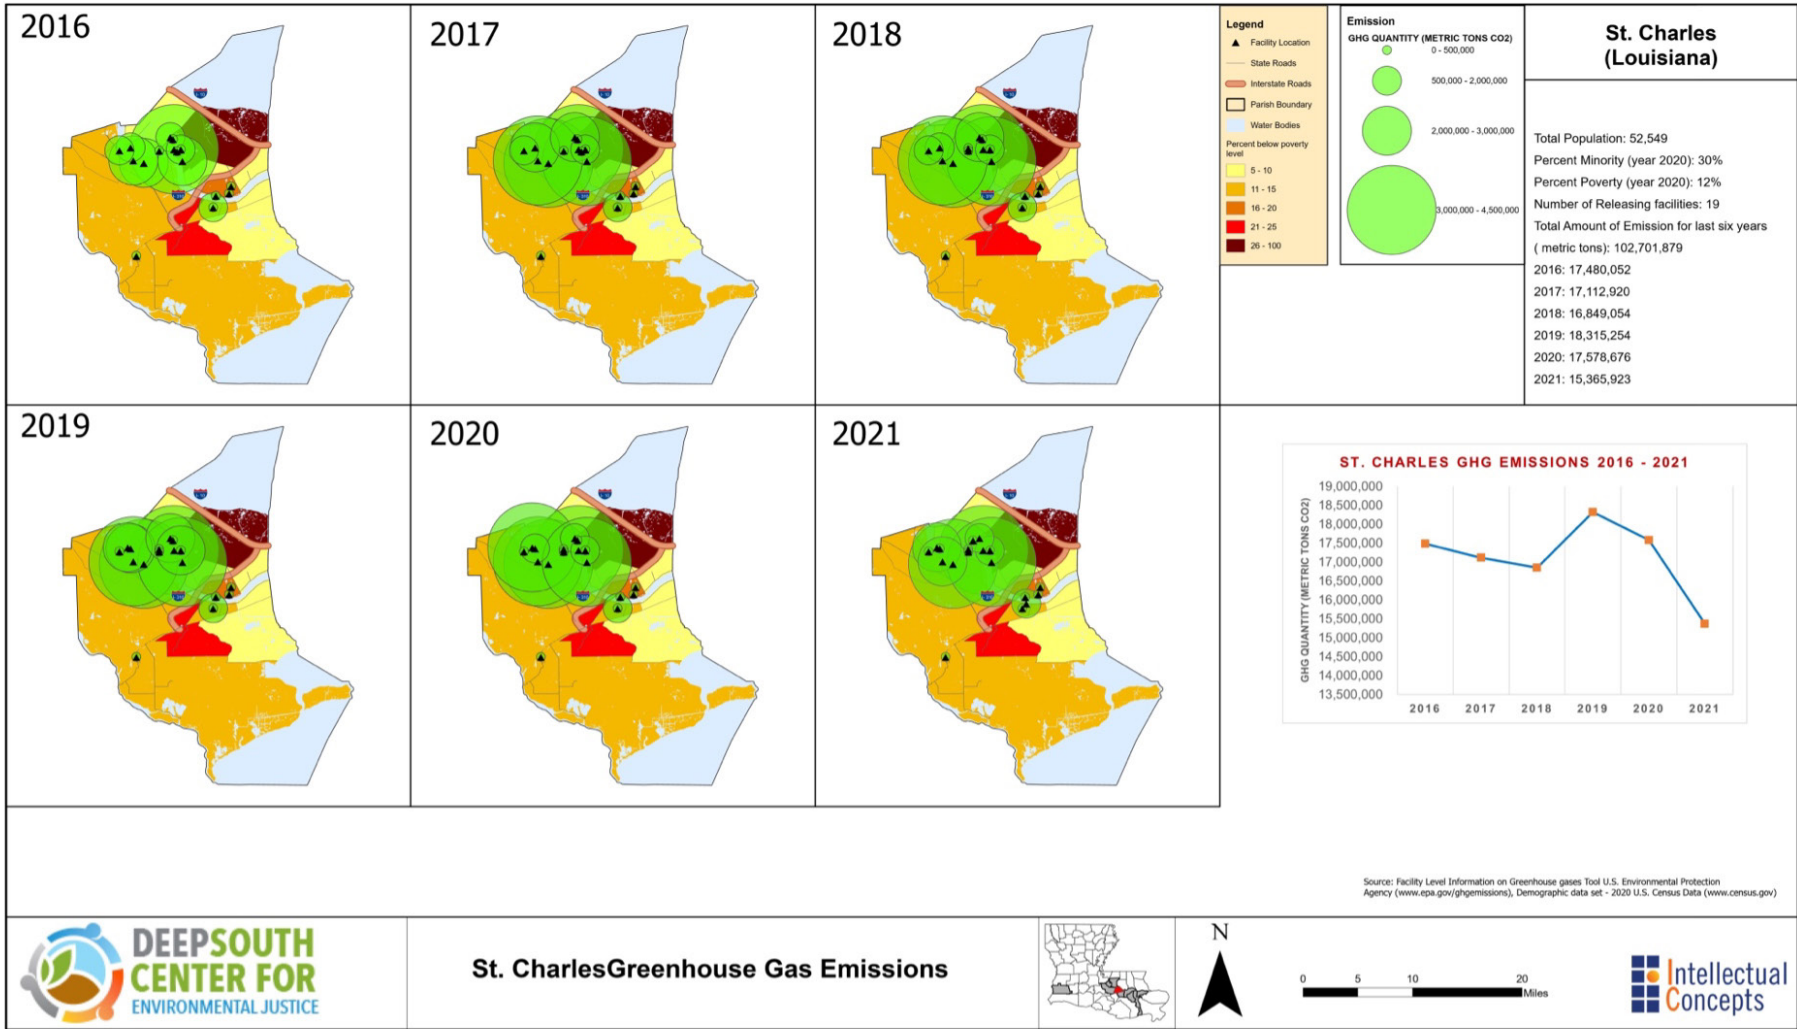 2016
2017
2018
Legend
Facility Location
State Roads
Interstate Roads
Parish Boundary
Water Bodies
Percent below poverty
level
5 - 10
11 - 15
16 - 20
21 - 25
26 - 100
Emission
GHG QUANTITY (METRIC TONS CO2)
0 - 500,000
500,000 - 2,000,000
2,000,000 - 3,000,000
3,000,000 - 4,500,000
St. Charles
(Louisiana)
Total Population: 52,549
Percent Minority (year 2020): 30%
Percent Poverty (year 2020): 12%
Number of Releasing facilities: 19
Total Amount of Emission for last six years
( metric tons): 102,701,879
2016: 17,480,052
2017: 17,112,920
2018: 16,849,054
2019: 18,315,254
2020: 17,578,676
2021: 15,365,923
2019
2020
2021
ST. CHARLES GHG EMISSIONS 2016 - 2021
GHG QUANTITY (METRIC TONS CO2)
19,000,000
18,500,000
18,000,000
17,500,000
17,000,000
16,500,000
16,000,000
15,500,000
15,000,000
14,500,000
14,000,000
13,500,000
2016 2017 2018 2019 2020 2021
Source: Facility Level Information on Greenhouse gases Tool U.S. Environmental Protection
Agency (www.epa.gov/ghgemissions), Demographic data set - 2020 U.S. Census Data (www.census.gov)
DEEPSOUTH
CENTER FOR
ENVIRONMENTAL JUSTICE
St. CharlesGreenhouse Gas Emissions
N
0 5 10 20
Miles
Intellectual
Concepts